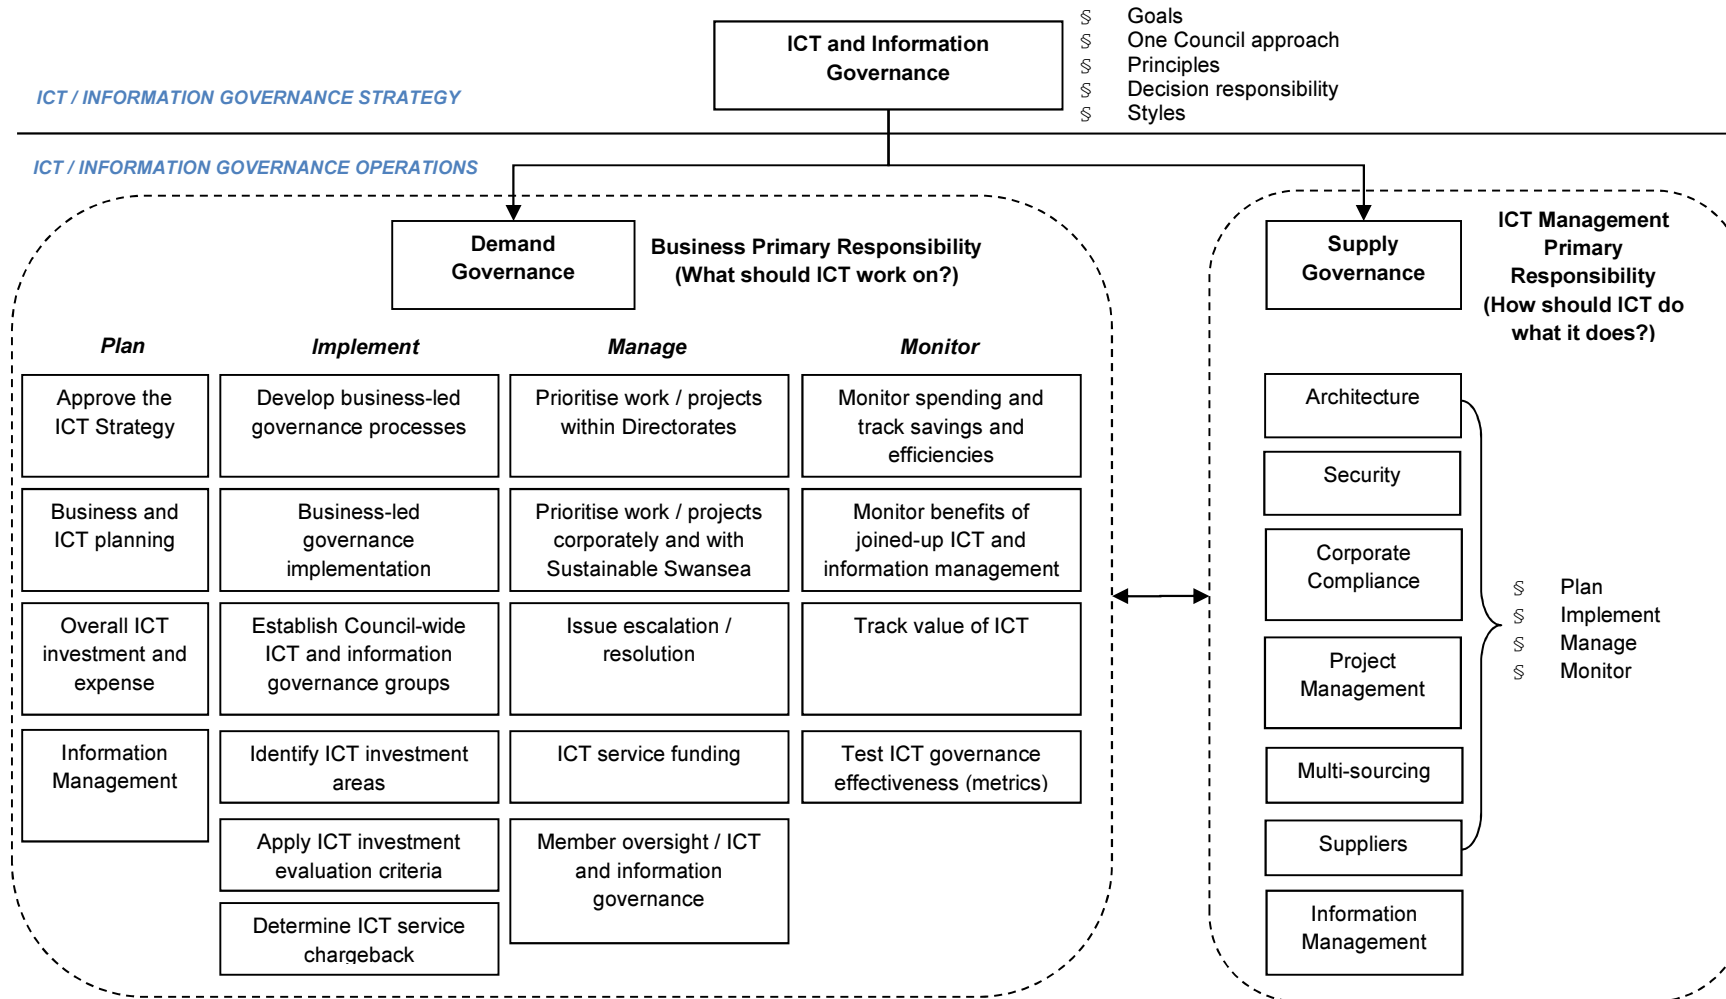 ICT and Information
Governance
§ Goals
§ One Council approach
§ Principles
§ Decision responsibility
§ Styles
ICT / INFORMATION GOVERNANCE STRATEGY
ICT / INFORMATION GOVERNANCE OPERATIONS
Demand
Governance
Business Primary Responsibility
(What should ICT work on?)
Plan
Approve the
ICT Strategy
Business and
ICT planning
Overall ICT
investment and
expense
Information
Management
Implement
Develop business-led
governance processes
Business-led
governance
implementation
Establish Council-wide
ICT and information
governance groups
Identify ICT investment
areas
Apply ICT investment
evaluation criteria
Determine ICT service
chargeback
Manage
Prioritise work / projects
within Directorates
Prioritise work / projects
corporately and with
Sustainable Swansea
Issue escalation /
resolution
ICT service funding
Member oversight / ICT
and information
governance
Monitor
Monitor spending and
track savings and
efficiencies
Monitor benefits of
joined-up ICT and
information management
Track value of ICT
Test ICT governance
effectiveness (metrics)
Supply
Governance
ICT Management
Primary
Responsibility
(How should ICT do
what it does?)
Architecture
Security
Corporate
Compliance
Project
Management
Multi-sourcing
Suppliers
Information
Management
§ Plan
§ Implement
§ Manage
§ Monitor